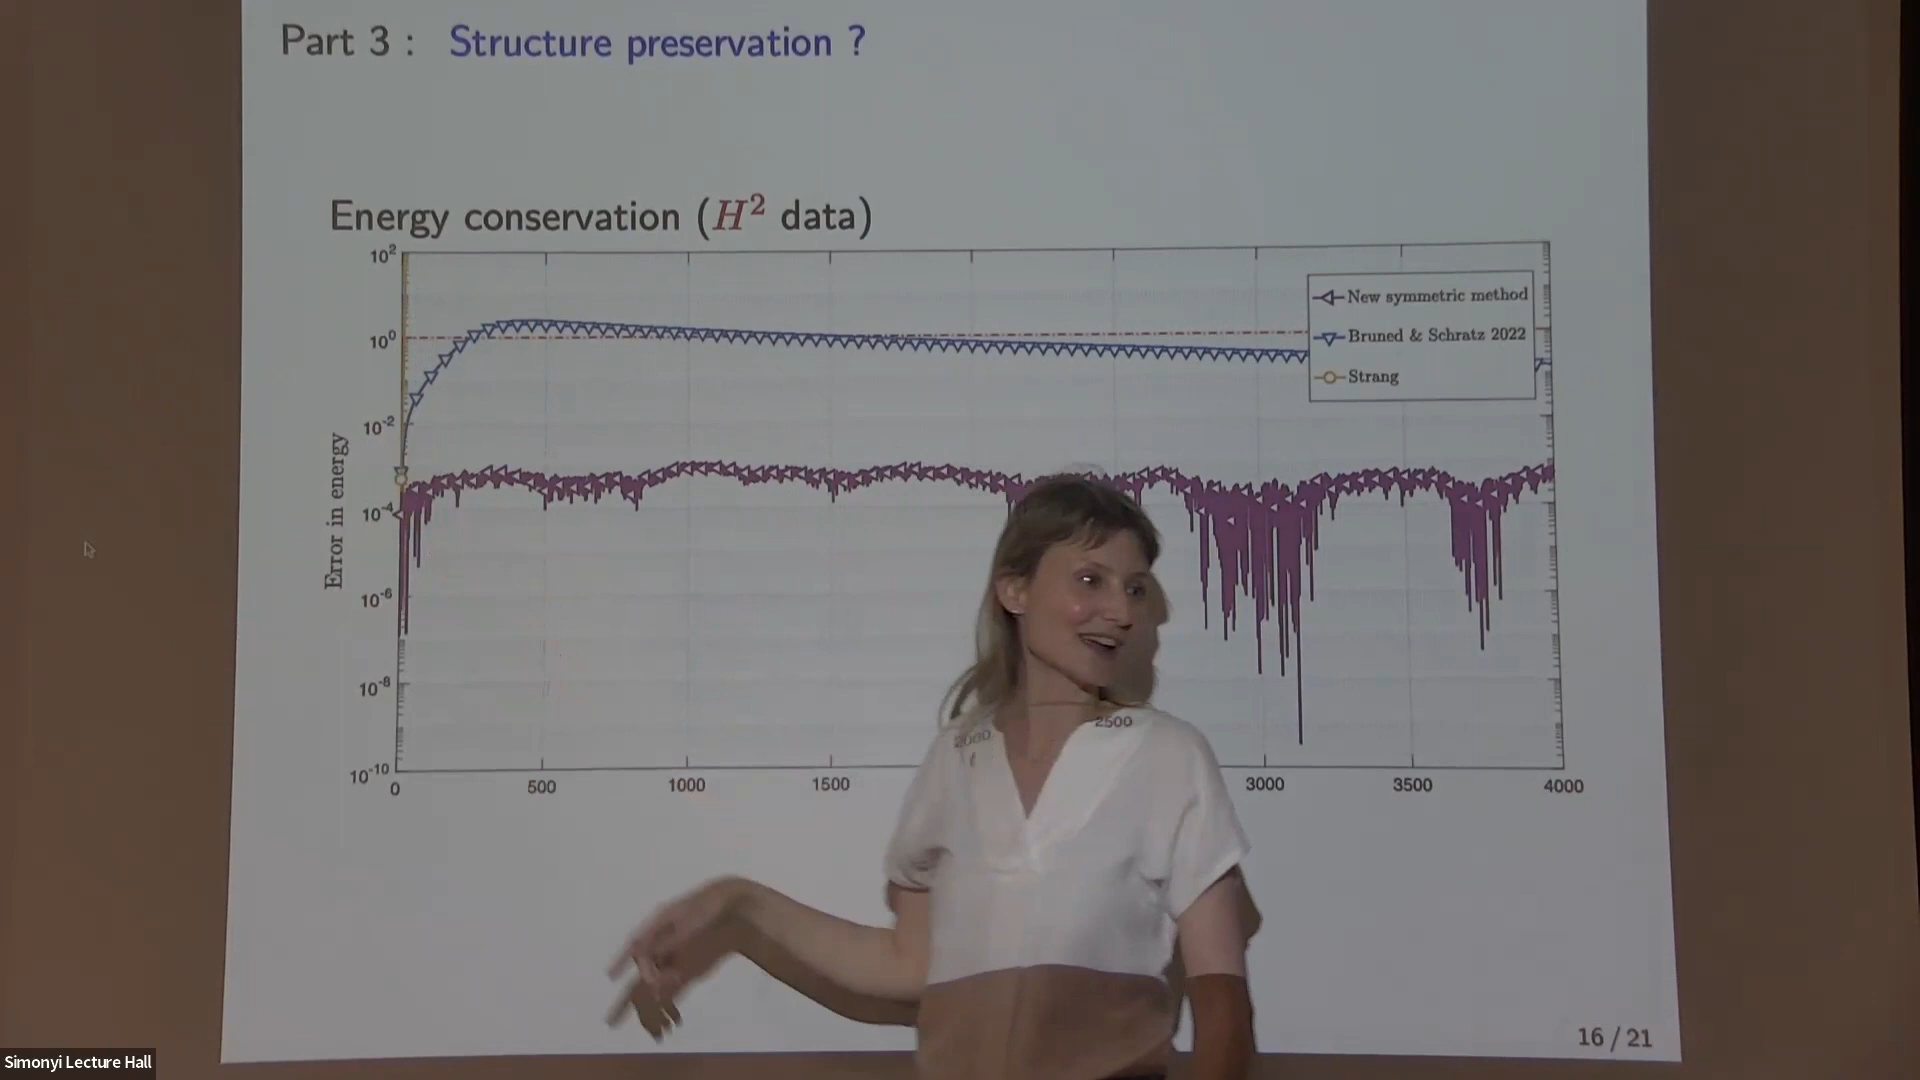 Part 3 : Structure preservation ?
Energy conservation (H² data)
10²
10⁰
10⁻²
10⁻⁴
10⁻⁶
10⁻⁸
10⁻¹⁰
Error in energy
New symmetric method
Bruned & Schratz 2022
Strang
0
500
1000
1500
2000
2500
3000
3500
4000
t
16 / 21
Simonyi Lecture Hall